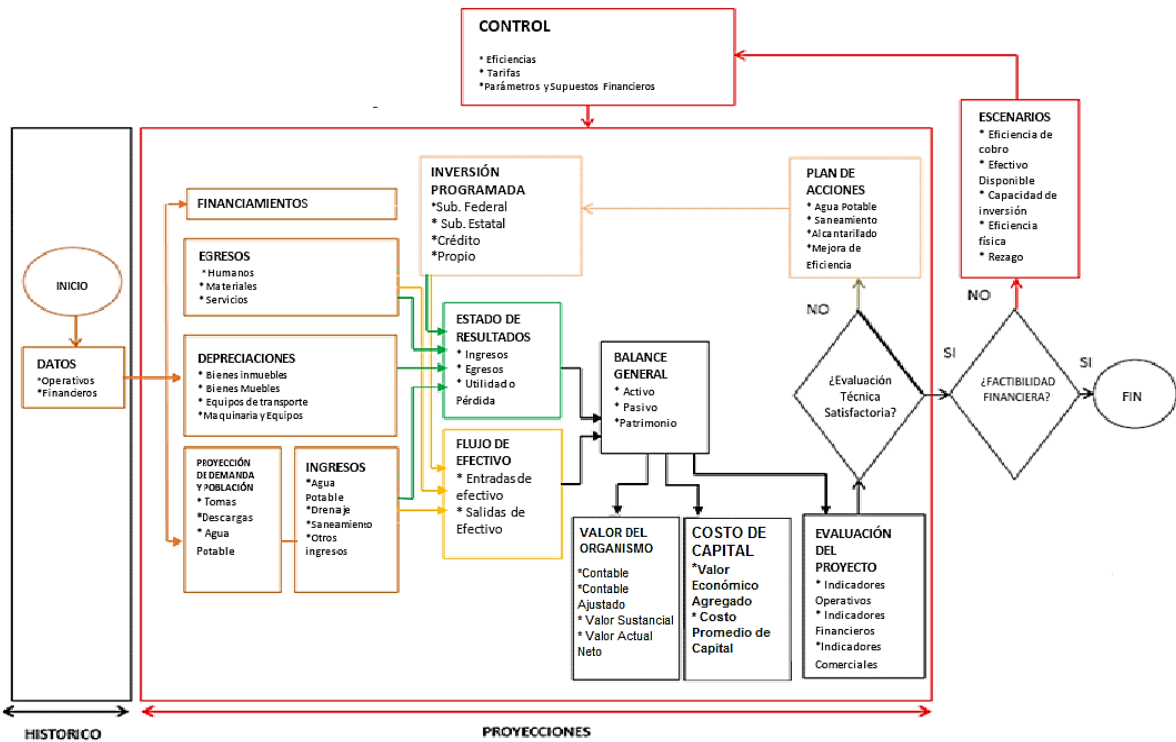 CONTROL
* Eficiencias
* Tarifas
*Parámetros y Supuestos Financieros
ESCENARIOS
* Eficiencia de
cobro
* Efectivo
Disponible
* Capacidad de
inversión
* Eficiencia
física
* Rezago
INVERSIÓN
PROGRAMADA
*Sub. Federal
* Sub. Estatal
*Crédito
*Propio
PLAN DE
ACCIONES
* Agua Potable
* Saneamiento
*Alcantarillado
*Mejora de
Eficiencia
FINANCIAMIENTOS
EGRESOS
*Humanos
* Materiales
* Servicios
INICIO
DATOS
*Operativos
*Financieros
DEPRECIACIONES
* Bienes inmuebles
* Bienes Muebles
* Equipos de transporte
*Maquinaria y Equipos
ESTADO DE
RESULTADOS
* Ingresos
* Egresos
* Utilidad o
Pérdida
BALANCE
GENERAL
* Activo
* Pasivo
*Patrimonio
NO
¿Evaluación
Técnica
Satisfactoria?
SI
NO
¿FACTIBILIDAD
FINANCIERA?
SI
FIN
PROYECCIÓN
DE DEMANDA
Y POBLACIÓN
* Tomas
*Descargas
* Agua
Potable
INGRESOS
*Agua
Potable
*Drenaje
*Saneamiento
*Otros
ingresos
FLUJO DE
EFECTIVO
* Entradas de
efectivo
* Salidas de
Efectivo
VALOR DEL
ORGANISMO
*Contable
*Contable
Ajustado
* Valor Sustancial
* Valor Actual
Neto
COSTO DE
CAPITAL
*Valor
Económico
Agregado
* Costo
Promedio de
Capital
EVALUACIÓN
DEL
PROYECTO
* Indicadores
Operativos
* Indicadores
Financieros
*Indicadores
Comerciales
HISTORICO
PROYECCIONES